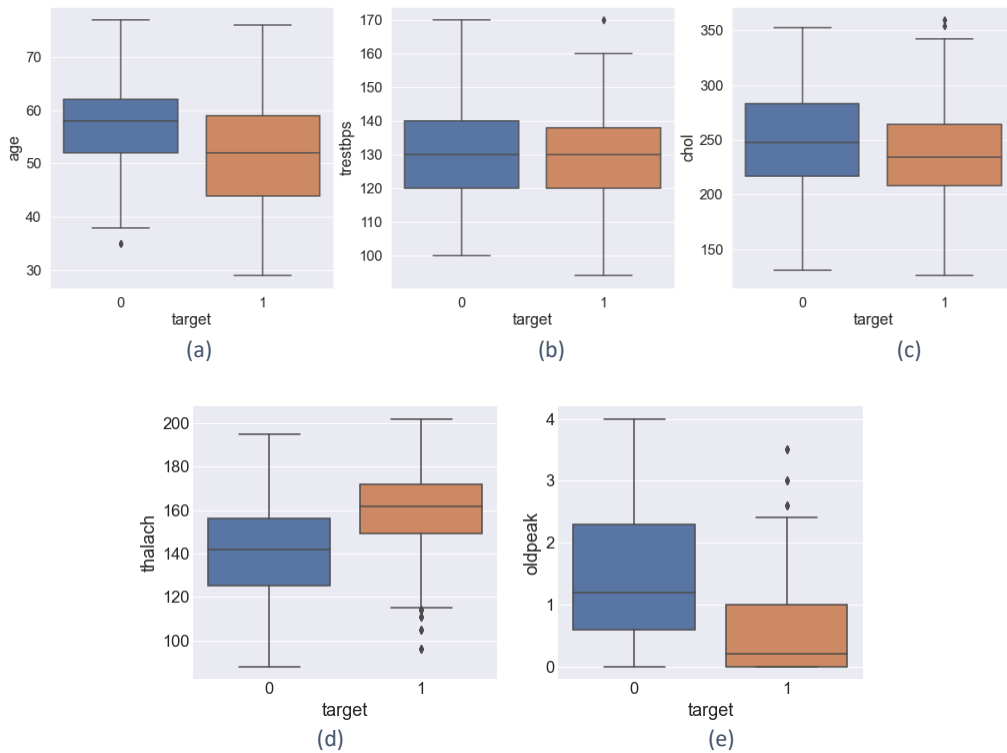 age
70
60
50
40
30
0
1
target
(a)
trestbps
170
160
150
140
130
120
110
100
0
1
target
(b)
chol
350
300
250
200
150
0
1
target
(c)
thalach
200
180
160
140
120
100
0
1
target
(d)
oldpeak
4
3
2
1
0
0
1
target
(e)